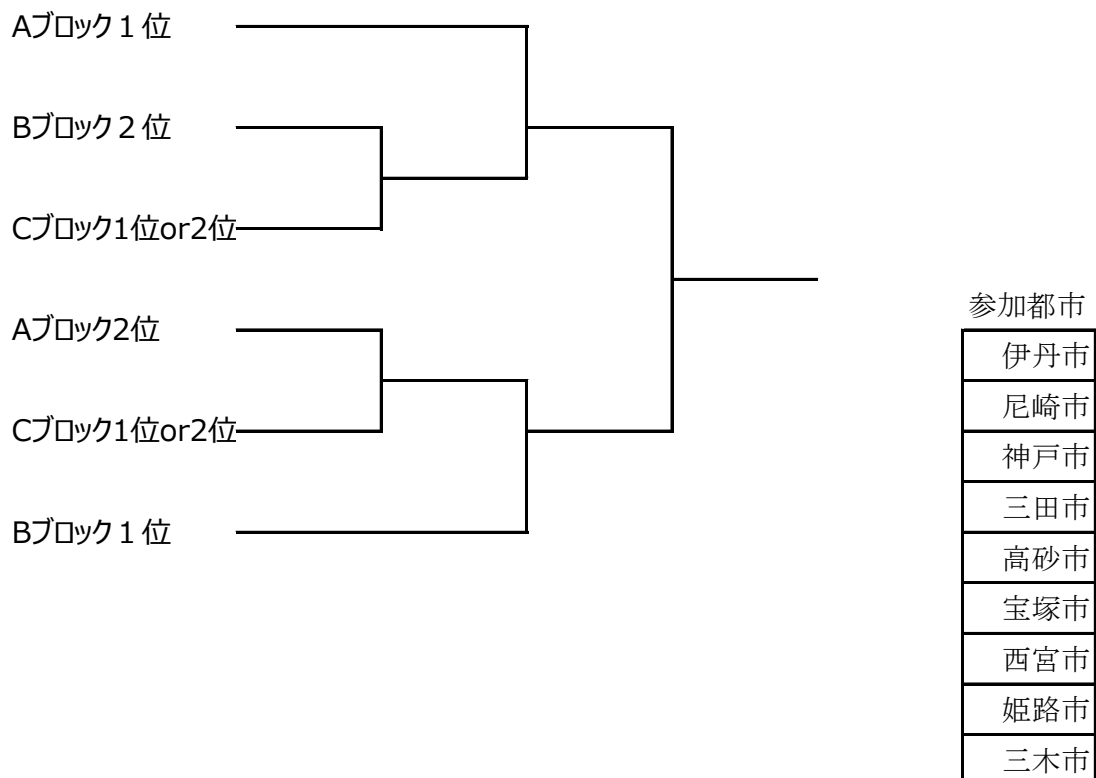 Aブロック１位
Bブロック２位
Cブロック1位or2位
Aブロック2位
Cブロック1位or2位
Bブロック１位
参加都市
伊丹市
尼崎市
神戸市
三田市
高砂市
宝塚市
西宮市
姫路市
三木市